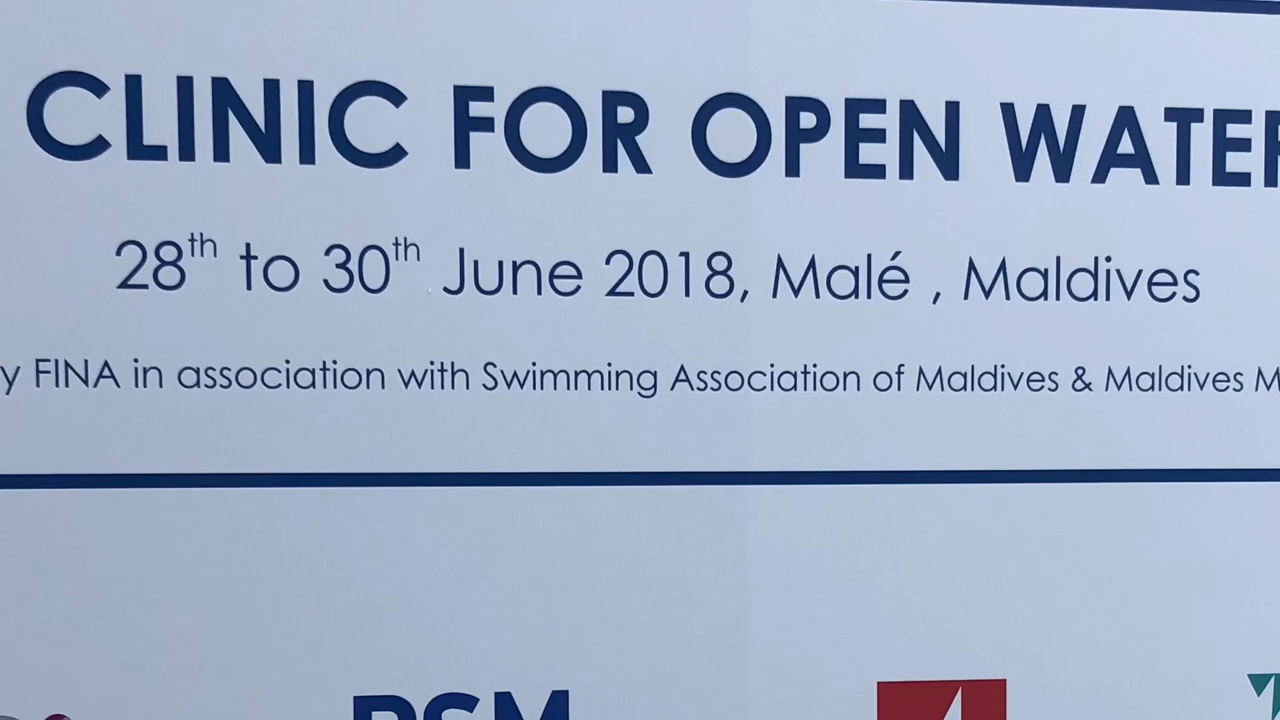 CLINIC FOR OPEN WATER
28th to 30th June 2018, Malé , Maldives
y FINA in association with Swimming Association of Maldives & Maldives M